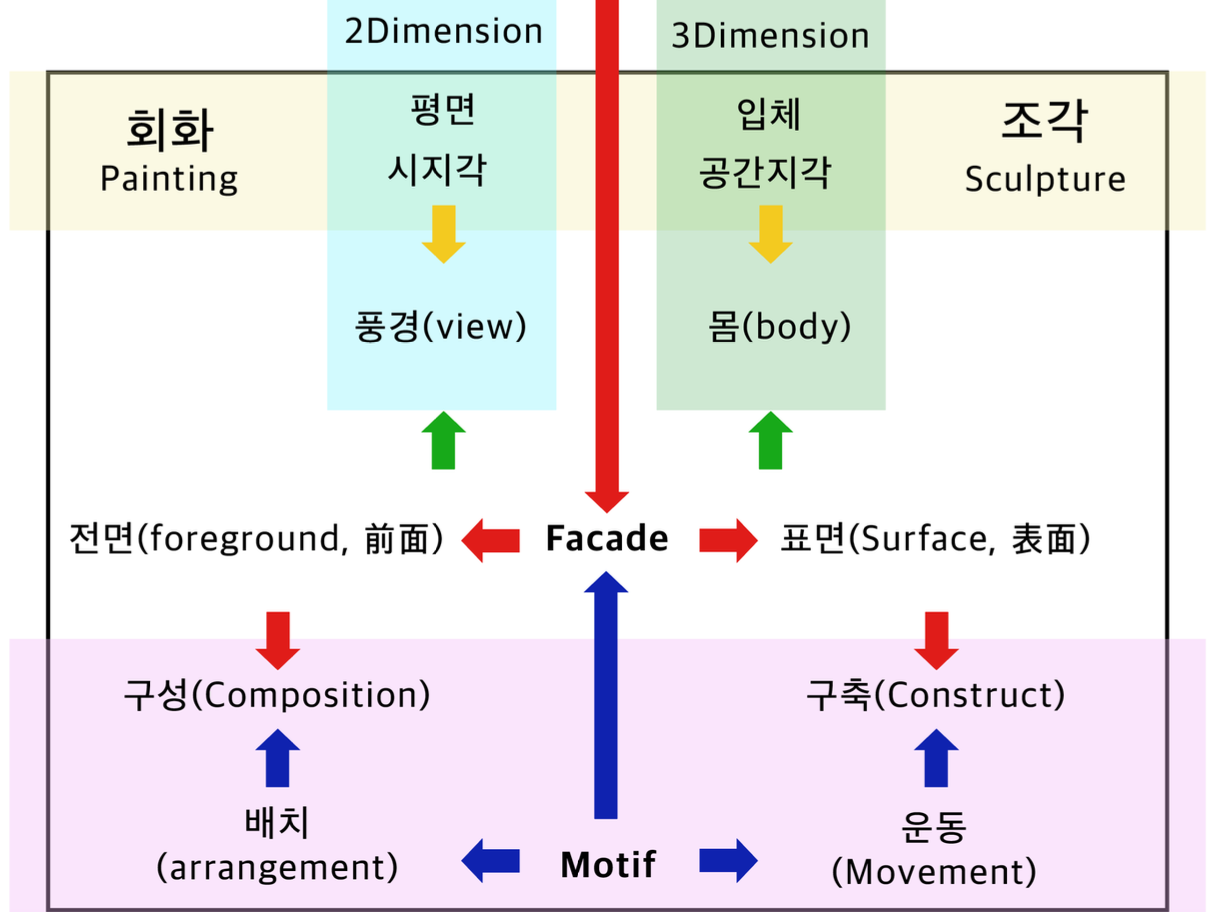 2Dimension
3Dimension
회화
Painting
평면
시지각
입체
공간지각
조각
Sculpture
풍경(view)
몸(body)
전면(foreground, 前面)
Facade
표면(Surface, 表面)
구성(Composition)
구축(Construct)
배치
(arrangement)
Motif
운동
(Movement)